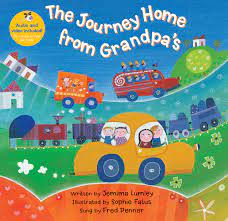 Audio and
video included!
The Journey Home
from Grandpa's
Written by Jemima Lumley
Illustrated by Sophie Fatus
Sung by Fred Penner